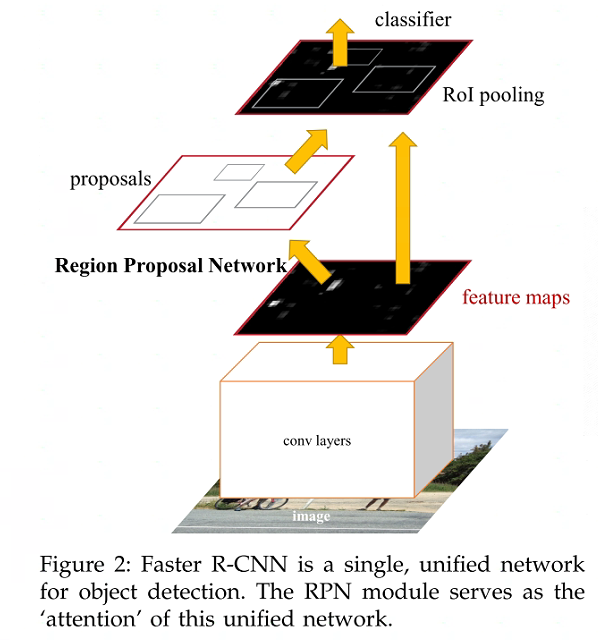 classifier
RoI pooling
proposals
Region Proposal Network
feature maps
conv layers
image
Figure 2: Faster R-CNN is a single, unified network
for object detection. The RPN module serves as the
‘attention’ of this unified network.